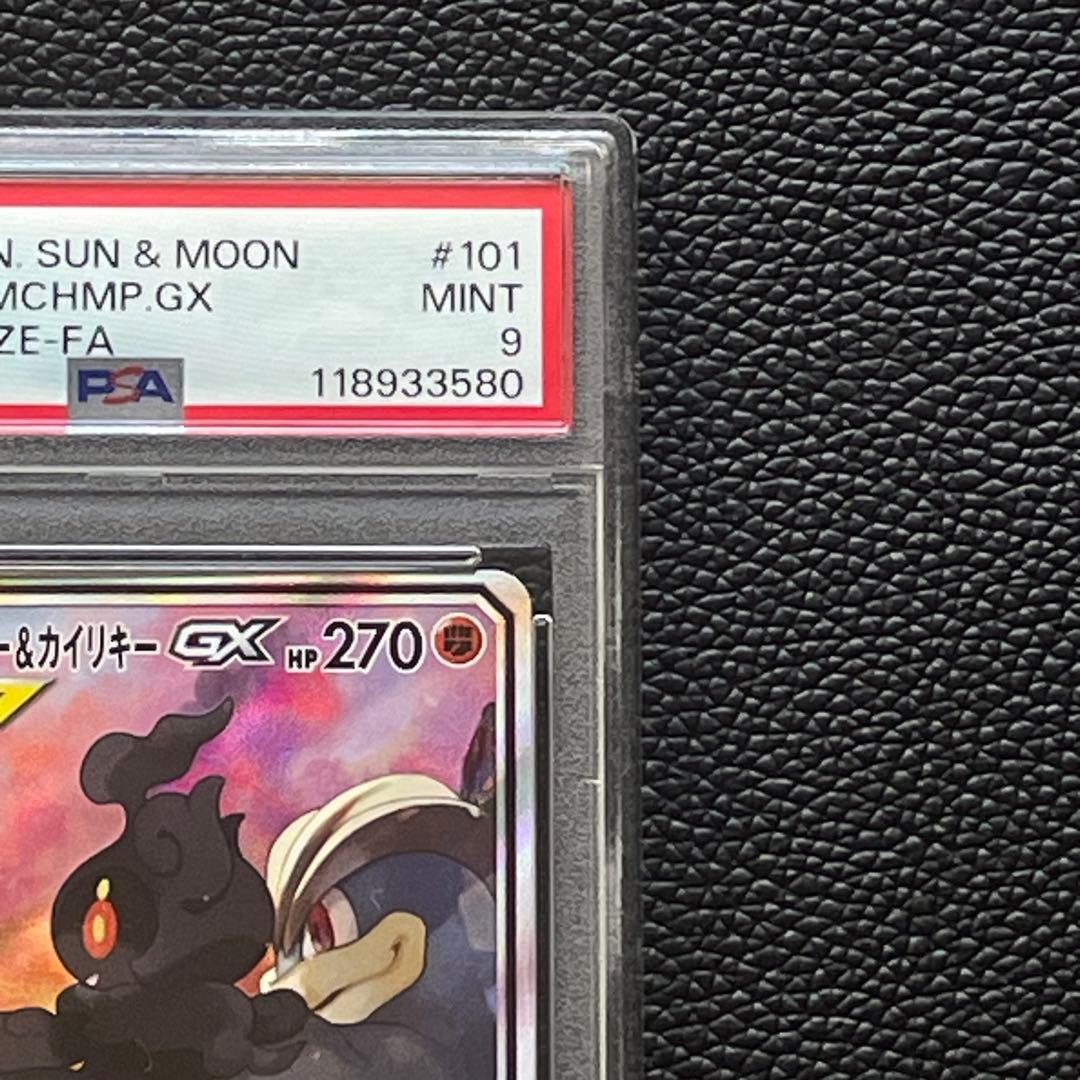 N. SUN & MOON #101
MCHMP.GX MINT
ZE-FA 9
PSA 118933580
ー&カイリキー GX HP 270